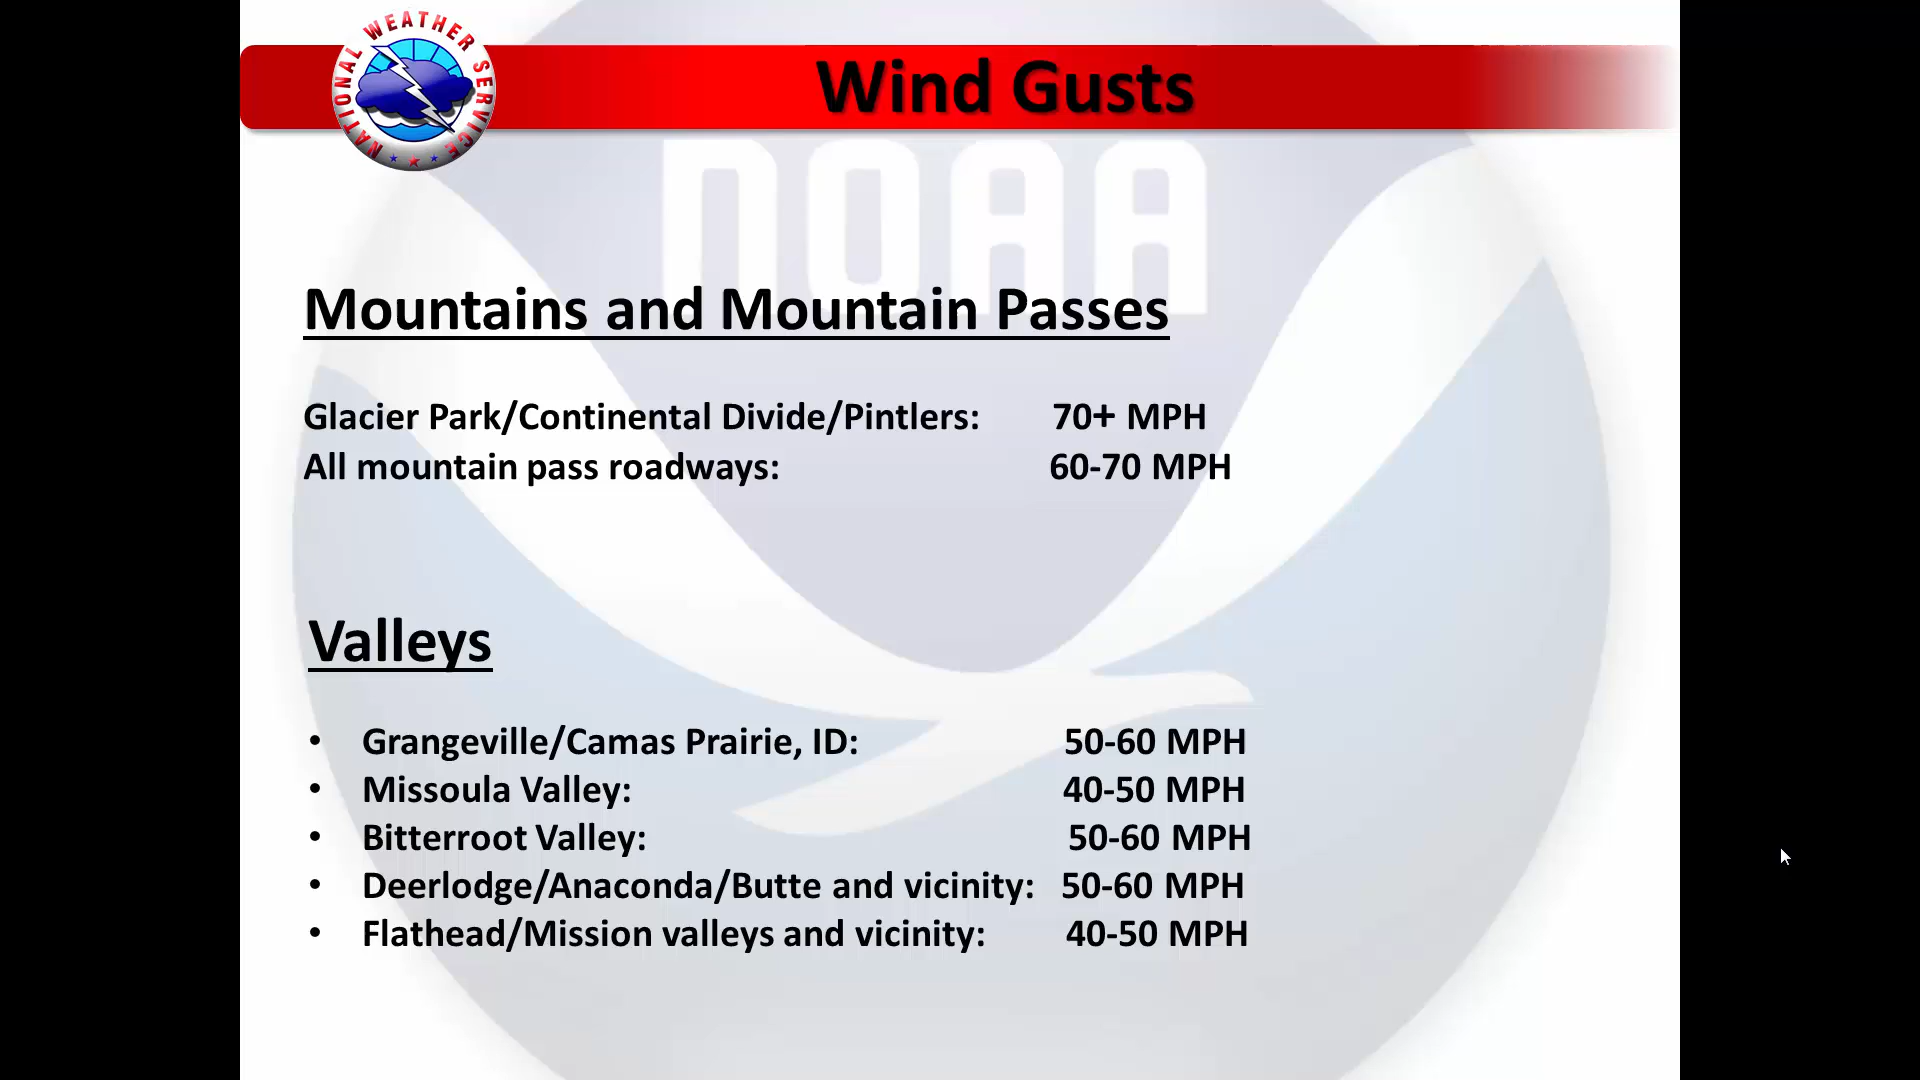 NATIONAL WEATHER SERVICE
Wind Gusts
NOAA
Mountains and Mountain Passes
Glacier Park/Continental Divide/Pintlers: 70+ MPH
All mountain pass roadways: 60-70 MPH
Valleys
• Grangeville/Camas Prairie, ID: 50-60 MPH
• Missoula Valley: 40-50 MPH
• Bitterroot Valley: 50-60 MPH
• Deerlodge/Anaconda/Butte and vicinity: 50-60 MPH
• Flathead/Mission valleys and vicinity: 40-50 MPH